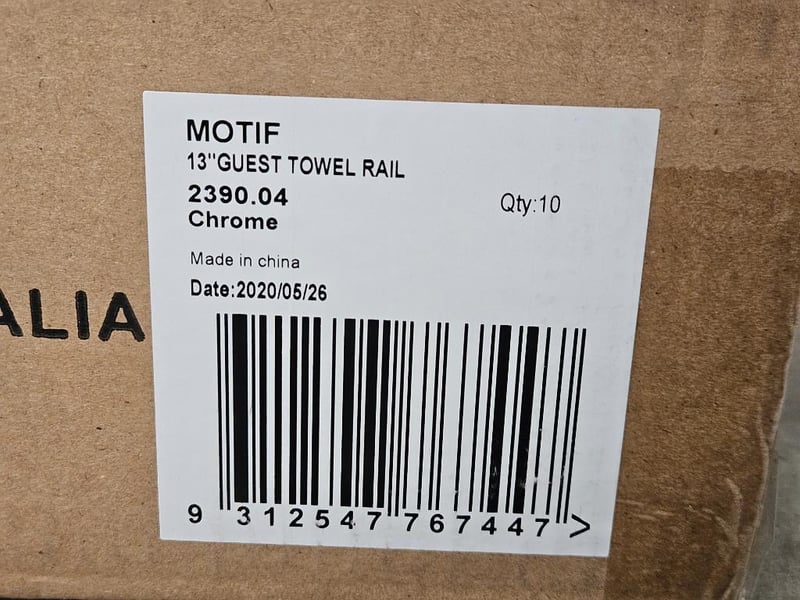 MOTIF
13"GUEST TOWEL RAIL
2390.04
Chrome
Qty:10
Made in china
Date:2020/05/26
ALIA
9 312547 767447 >